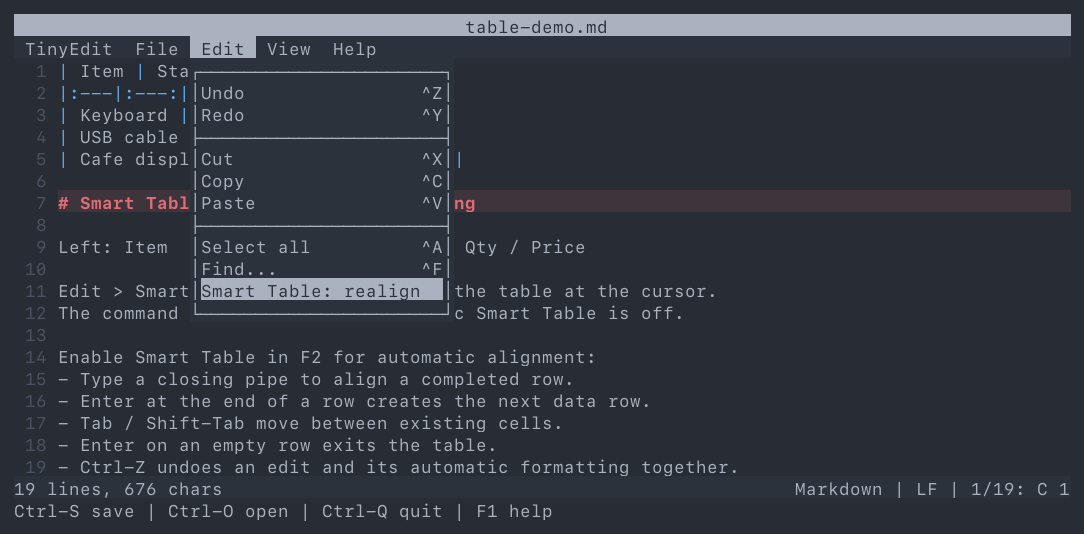 table-demo.md
TinyEdit File Edit View Help
1 | Item | Sta
2 |:---|:---:|
3 | Keyboard |
4 | USB cable
5 | Cafe displ |
6
7 # Smart Tabl ng
8
9 Left: Item Qty / Price
10
11 Edit > Smart the table at the cursor.
12 The command c Smart Table is off.
13
14 Enable Smart Table in F2 for automatic alignment:
15 - Type a closing pipe to align a completed row.
16 - Enter at the end of a row creates the next data row.
17 - Tab / Shift-Tab move between existing cells.
18 - Enter on an empty row exits the table.
19 - Ctrl-Z undoes an edit and its automatic formatting together.
Undo ^Z
Redo ^Y
Cut ^X
Copy ^C
Paste ^V
Select all ^A
Find... ^F
Smart Table: realign
19 lines, 676 chars Markdown | LF | 1/19: C 1
Ctrl-S save | Ctrl-O open | Ctrl-Q quit | F1 help